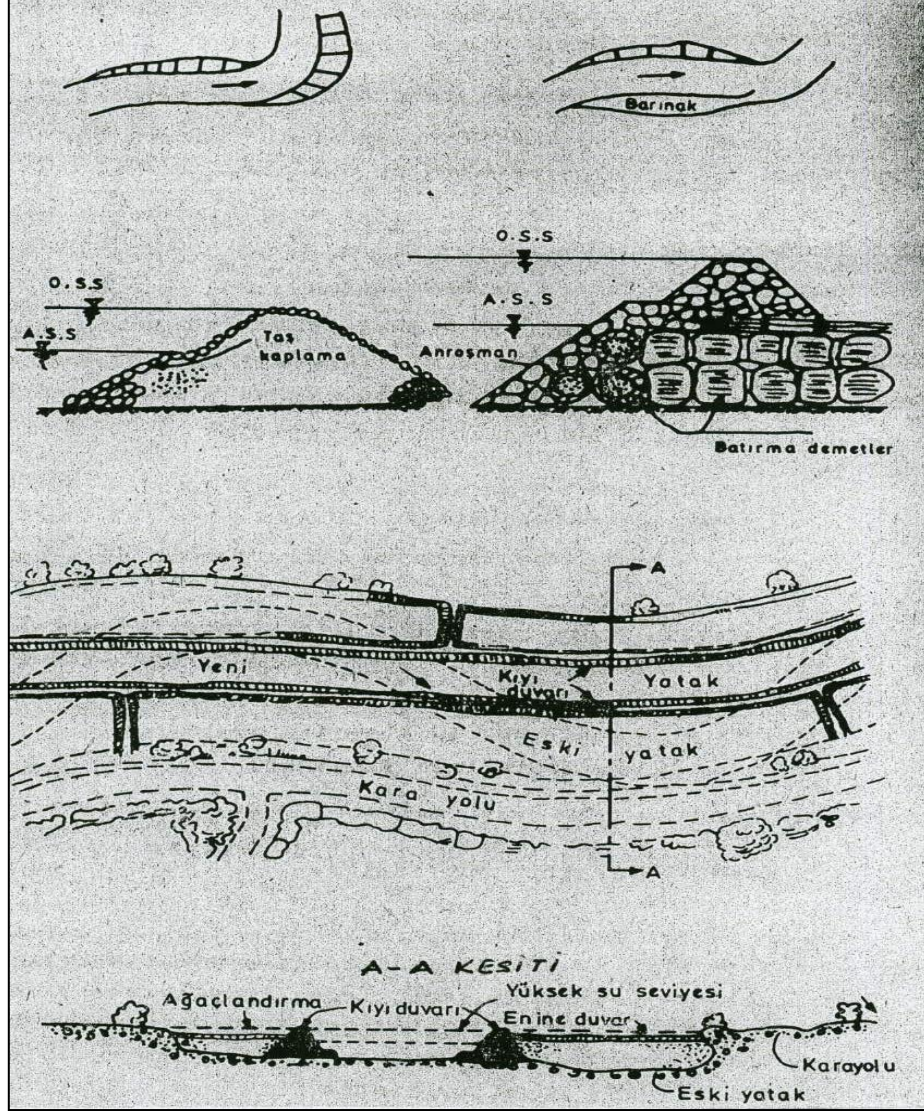 Barınak
O.S.S
A.S.S
Taş
kaplama
O.S.S
A.S.S
Anroşman
Batırma demetler
A
Yeni
Kıyı
duvarı
Yatak
Eski
yatak
Kara yolu
A
A-A KESİTİ
Ağaçlandırma
Kıyı duvarı
Yüksek su seviyesi
Enine duvar
Karayolu
Eski yatak